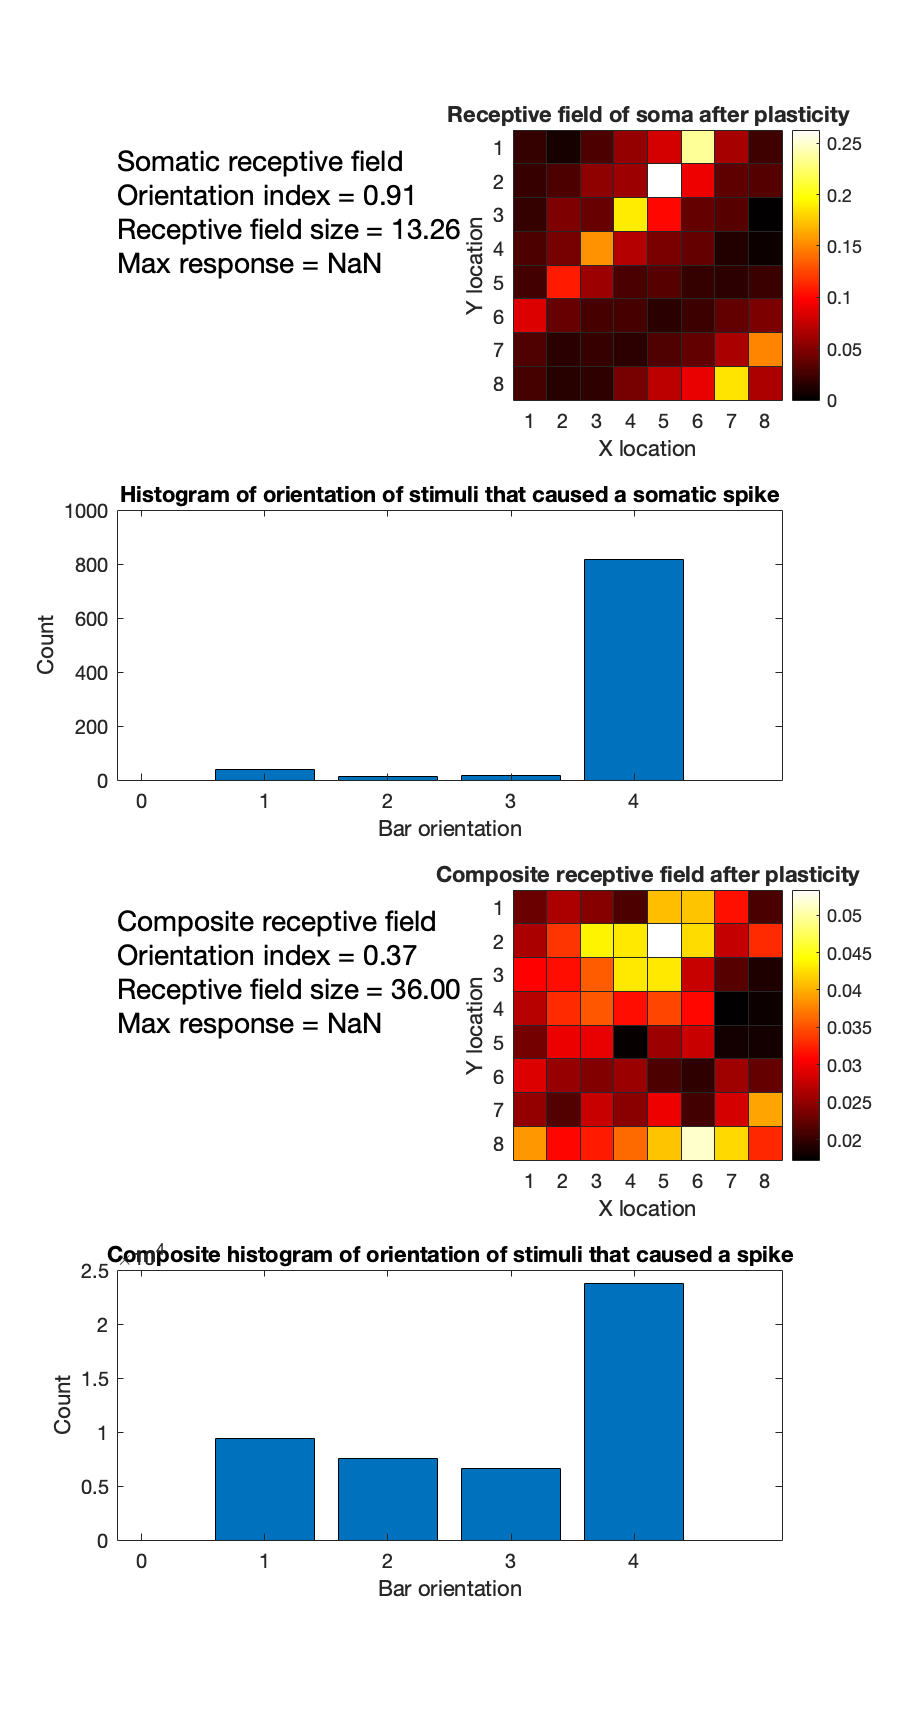 Receptive field of soma after plasticity
Somatic receptive field
Orientation index = 0.91
Receptive field size = 13.26
Max response = NaN
Y location
1
2
3
4
5
6
7
8
1 2 3 4 5 6 7 8
X location
0.25
0.2
0.15
0.1
0.05
0
Histogram of orientation of stimuli that caused a somatic spike
Count
1000
800
600
400
200
0
0 1 2 3 4
Bar orientation
Composite receptive field after plasticity
Composite receptive field
Orientation index = 0.37
Receptive field size = 36.00
Max response = NaN
Y location
1
2
3
4
5
6
7
8
1 2 3 4 5 6 7 8
X location
0.05
0.045
0.04
0.035
0.03
0.025
0.02
Composite histogram of orientation of stimuli that caused a spike
×10⁴
Count
2.5
2
1.5
1
0.5
0
0 1 2 3 4
Bar orientation